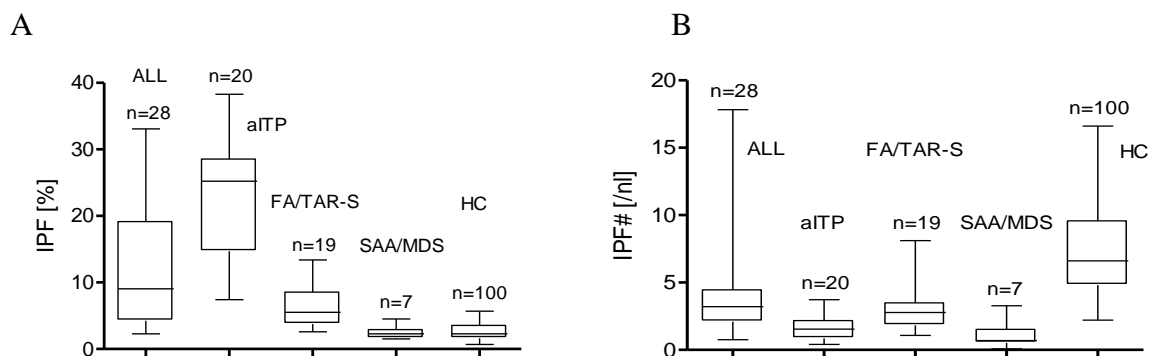 A
IPF [%]
40
30
20
10
0
ALL
n=28
n=20
aITP
FA/TAR-S
n=19
SAA/MDS
n=7
HC
n=100
B
IPF# [/nl]
20
15
10
5
0
n=28
ALL
aITP
n=20
FA/TAR-S
n=19
SAA/MDS
n=7
n=100
HC